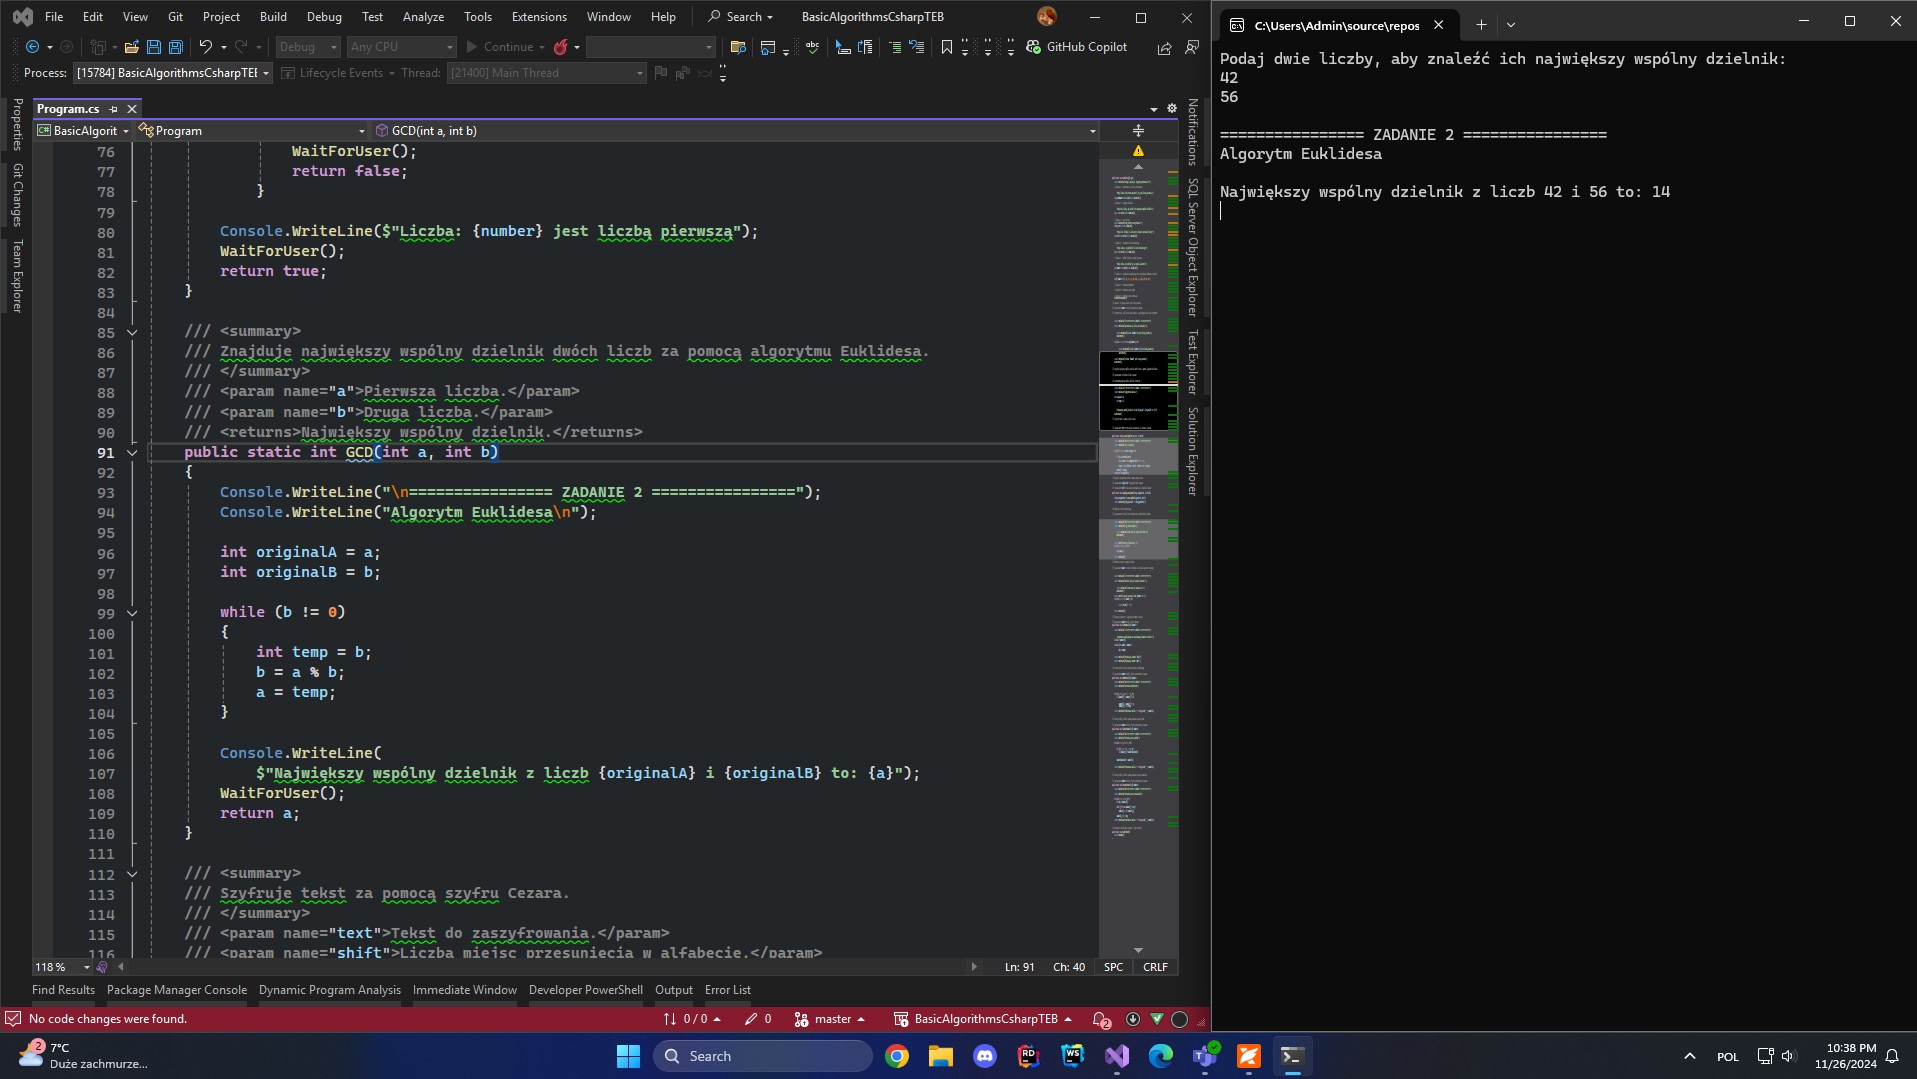 File Edit View Git Project Build Debug Test Analyze Tools Extensions Window Help Search BasicAlgorithmsCsharpTEB
Debug Any CPU Continue GitHub Copilot
Process: [15784] BasicAlgorithmsCsharpTEB Lifecycle Events Thread: [21400] Main Thread
Program.cs
BasicAlgorit Program GCD(int a, int b)
76 WaitForUser();
77 return false;
78 }
79
80 Console.WriteLine($"Liczba: {number} jest liczbą pierwszą");
81 WaitForUser();
82 return true;
83 }
84
85 /// <summary>
86 /// Znajduje największy wspólny dzielnik dwóch liczb za pomocą algorytmu Euklidesa.
87 /// </summary>
88 /// <param name="a">Pierwsza liczba.</param>
89 /// <param name="b">Druga liczba.</param>
90 /// <returns>Największy wspólny dzielnik.</returns>
91 public static int GCD(int a, int b)
92 {
93 Console.WriteLine("\n================ ZADANIE 2 ================");
94 Console.WriteLine("Algorytm Euklidesa\n");
95
96 int originalA = a;
97 int originalB = b;
98
99 while (b != 0)
100 {
101 int temp = b;
102 b = a % b;
103 a = temp;
104 }
105
106 Console.WriteLine(
107 $"Największy wspólny dzielnik z liczb {originalA} i {originalB} to: {a}");
108 WaitForUser();
109 return a;
110 }
111
112 /// <summary>
113 /// Szyfruje tekst za pomocą szyfru Cezara.
114 /// </summary>
115 /// <param name="text">Tekst do zaszyfrowania.</param>
116 /// <param name="shift">Liczba miejsc przesunięcia w alfabecie.</param>
118 % Ln: 91 Ch: 40 SPC CRLF
Find Results Package Manager Console Dynamic Program Analysis Immediate Window Developer PowerShell Output Error List
No code changes were found. 0 / 0 0 master BasicAlgorithmsCsharpTEB 2
Properties
Git Changes
Team Explorer
Notifications
SQL Server Object Explorer
Test Explorer
Solution Explorer
C:\Users\Admin\source\repos
Podaj dwie liczby, aby znaleźć ich największy wspólny dzielnik:
42
56
================ ZADANIE 2 ================
Algorytm Euklidesa
Największy wspólny dzielnik z liczb 42 i 56 to: 14
2 7°C
Duże zachmurze...
Search
RD
WS
POL
10:38 PM
11/26/2024